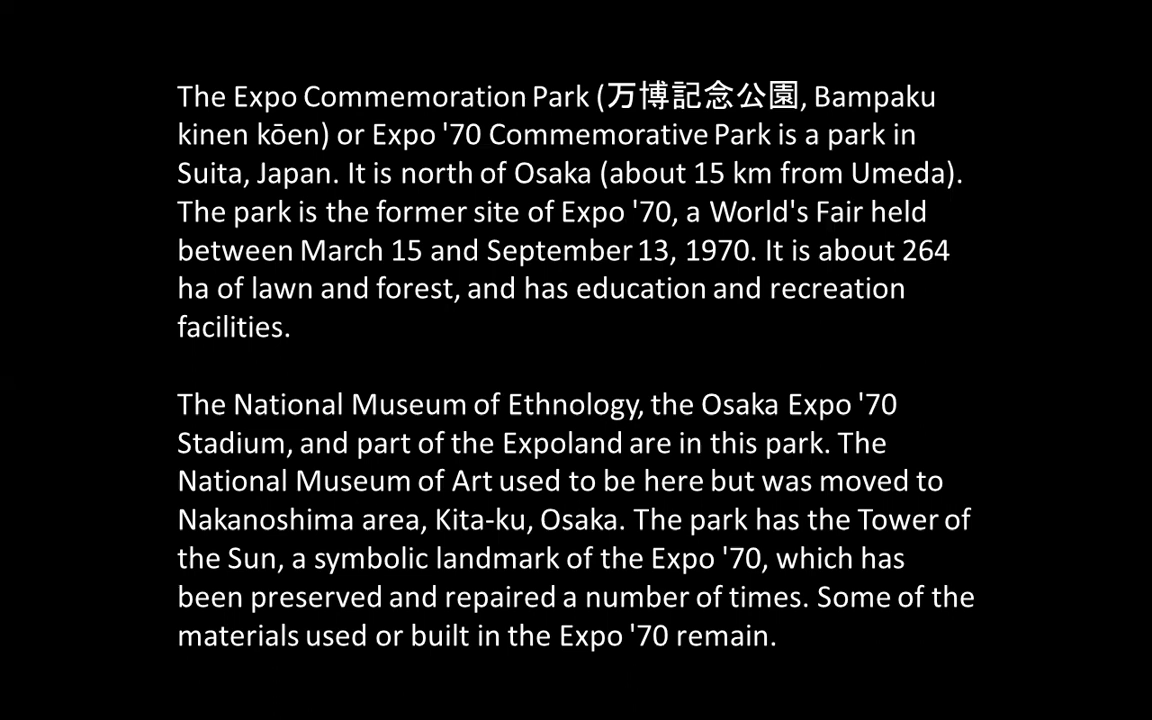 The Expo Commemoration Park (万博記念公園, Bampaku
kinen kōen) or Expo '70 Commemorative Park is a park in
Suita, Japan. It is north of Osaka (about 15 km from Umeda).
The park is the former site of Expo '70, a World's Fair held
between March 15 and September 13, 1970. It is about 264
ha of lawn and forest, and has education and recreation
facilities.
The National Museum of Ethnology, the Osaka Expo '70
Stadium, and part of the Expoland are in this park. The
National Museum of Art used to be here but was moved to
Nakanoshima area, Kita-ku, Osaka. The park has the Tower of
the Sun, a symbolic landmark of the Expo '70, which has
been preserved and repaired a number of times. Some of the
materials used or built in the Expo '70 remain.